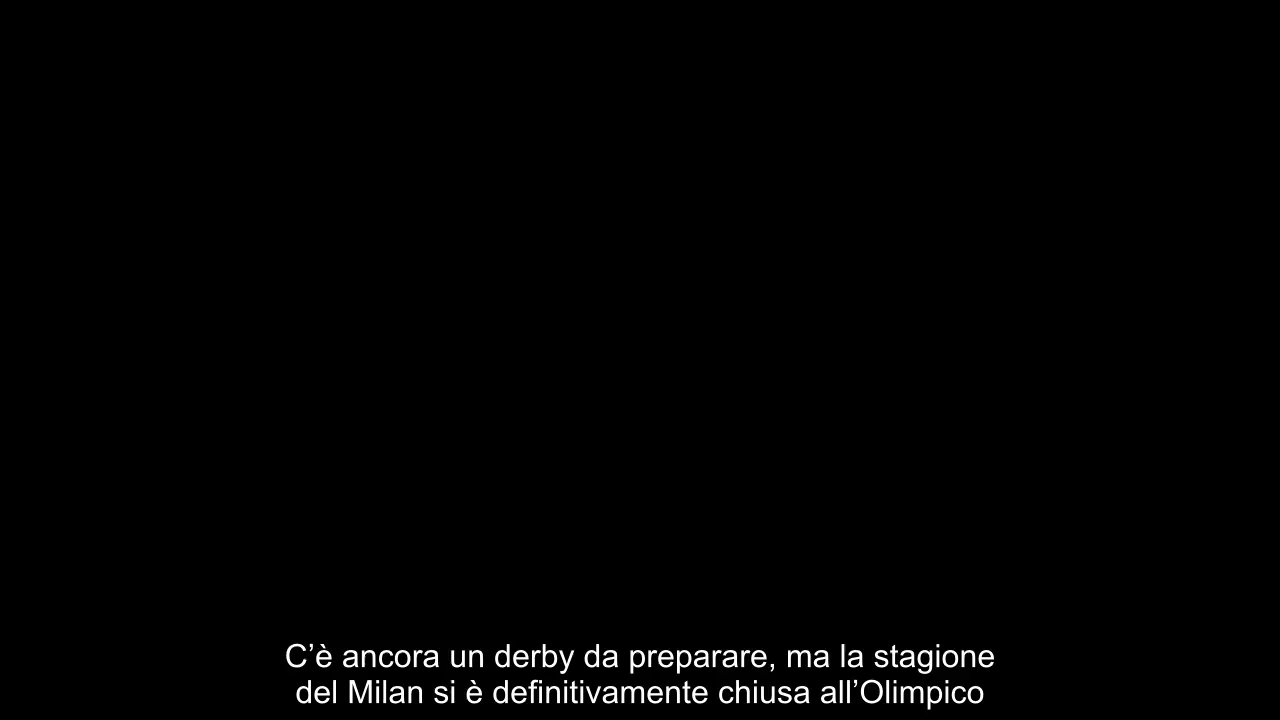 C’è ancora un derby da preparare, ma la stagione
del Milan si è definitivamente chiusa all’Olimpico